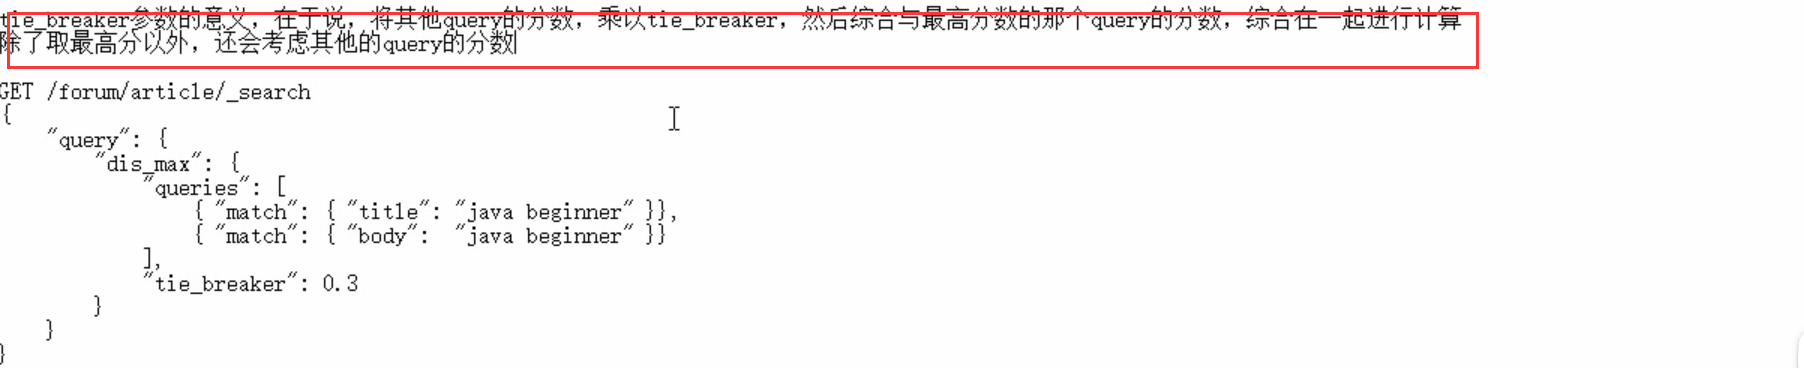 tie_breaker参数的意义，在于说，将其他query的分数，乘以tie_breaker，然后综合与最高分数的那个query的分数，综合在一起进行计算
除了取最高分以外，还会考虑其他的query的分数
GET /forum/article/_search
{
"query": {
"dis_max": {
"queries": [
{ "match": { "title": "java beginner" }},
{ "match": { "body":  "java beginner" }}
],
"tie_breaker": 0.3
}
}
}